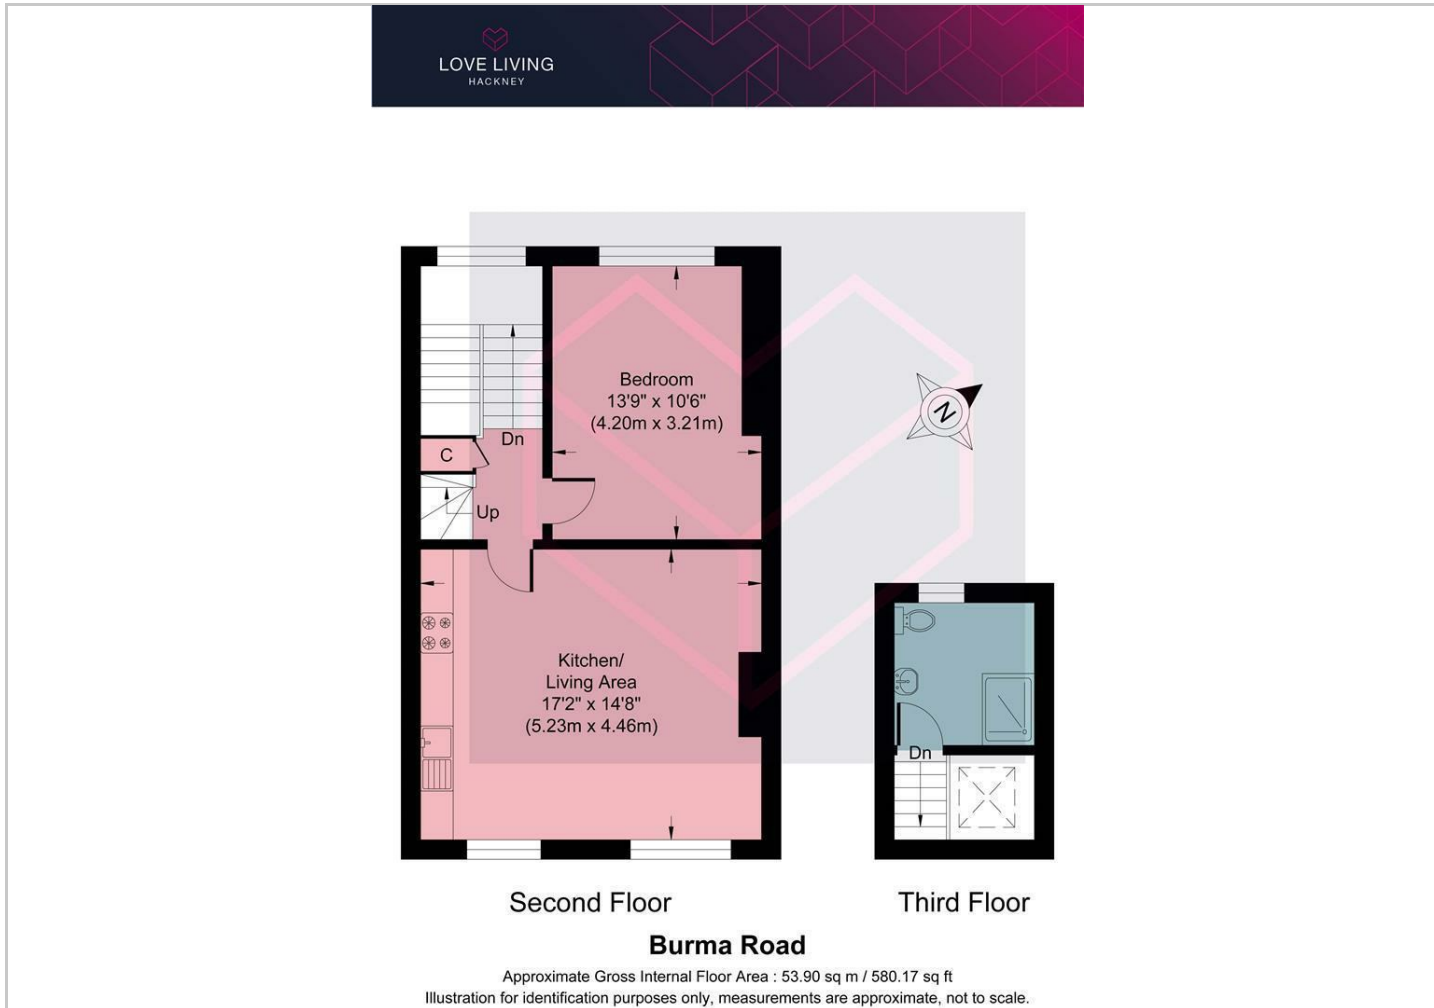 LOVE LIVING
HACKNEY
Bedroom
13'9" x 10'6"
(4.20m x 3.21m)
Dn
C
Up
N
Kitchen/
Living Area
17'2" x 14'8"
(5.23m x 4.46m)
Dn
Second Floor
Third Floor
Burma Road
Approximate Gross Internal Floor Area : 53.90 sq m / 580.17 sq ft
Illustration for identification purposes only, measurements are approximate, not to scale.